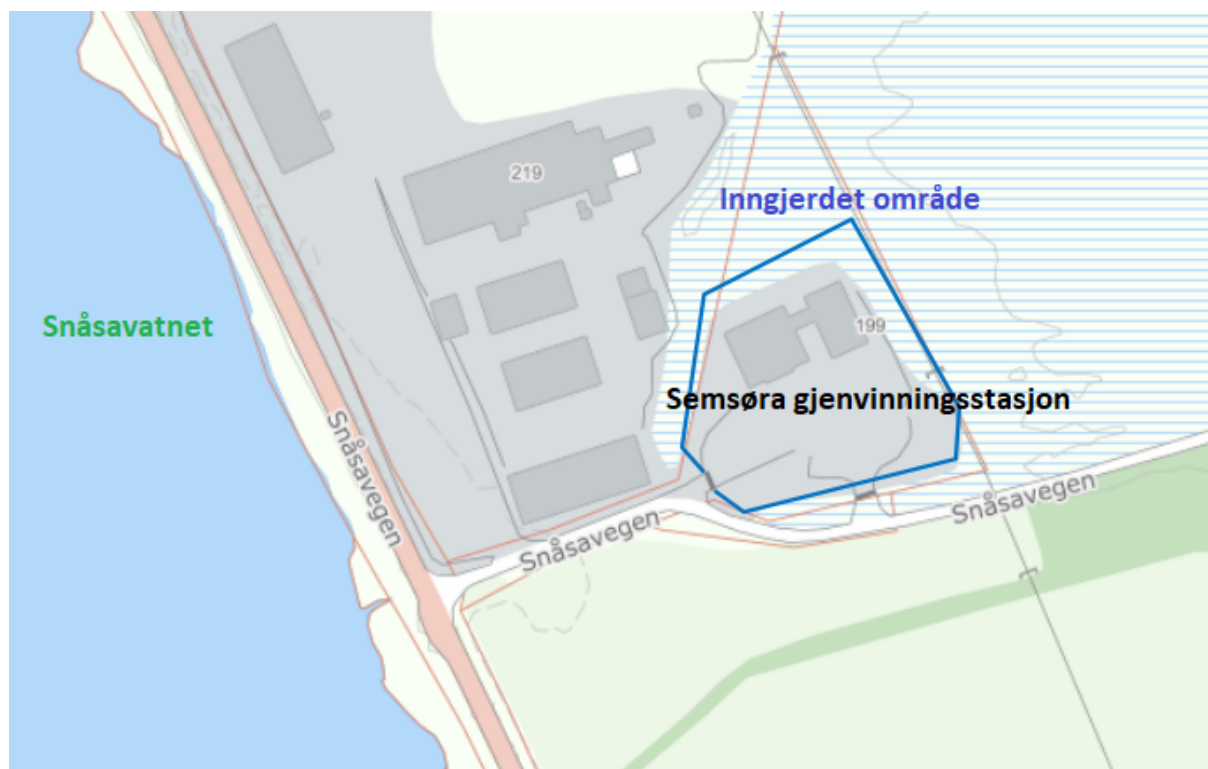 219
Inngjerdet område
Snåsavatnet
199
Semsøra gjenvinningsstasjon
Snåsavegen
Snåsavegen
Snåsavegen